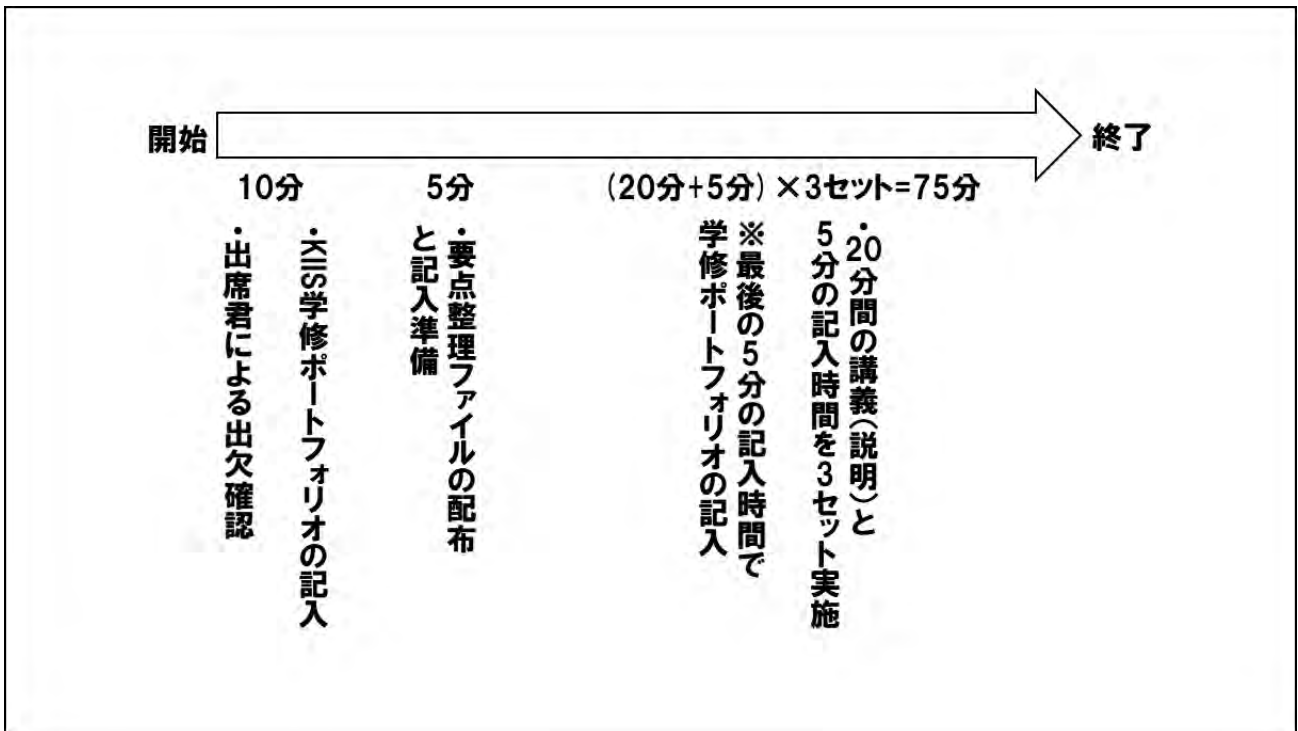 開始
終了
10分
5分
(20分+5分)×3セット=75分
・KIIS学修ポートフォリオの記入
・出席君による出欠確認
・要点整理ファイルの配布
と記入準備
・20分間の講義(説明)と
5分の記入時間を3セット実施
※最後の5分の記入時間で
学修ポートフォリオの記入